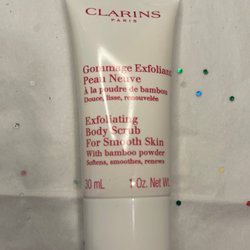 CLARINS
PARIS
Gommage Exfoliant
Peau Neuve
À la poudre de bambou
Douce, lisse, renouvelée
Exfoliating
Body Scrub
For Smooth Skin
With bamboo powder
Softens, smoothes, renews
30 mL 1 Oz. Net Wt.